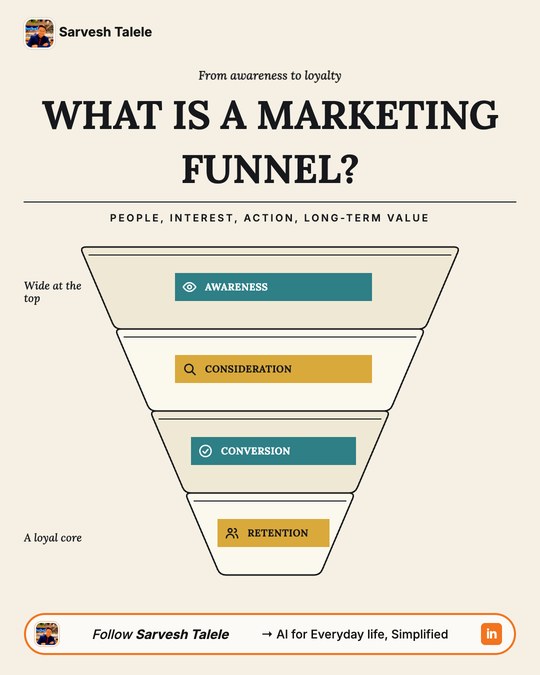 Sarvesh Talele
From awareness to loyalty
WHAT IS A MARKETING
FUNNEL?
PEOPLE, INTEREST, ACTION, LONG-TERM VALUE
Wide at the
top
AWARENESS
CONSIDERATION
CONVERSION
RETENTION
A loyal core
Follow Sarvesh Talele → AI for Everyday life, Simplified
in